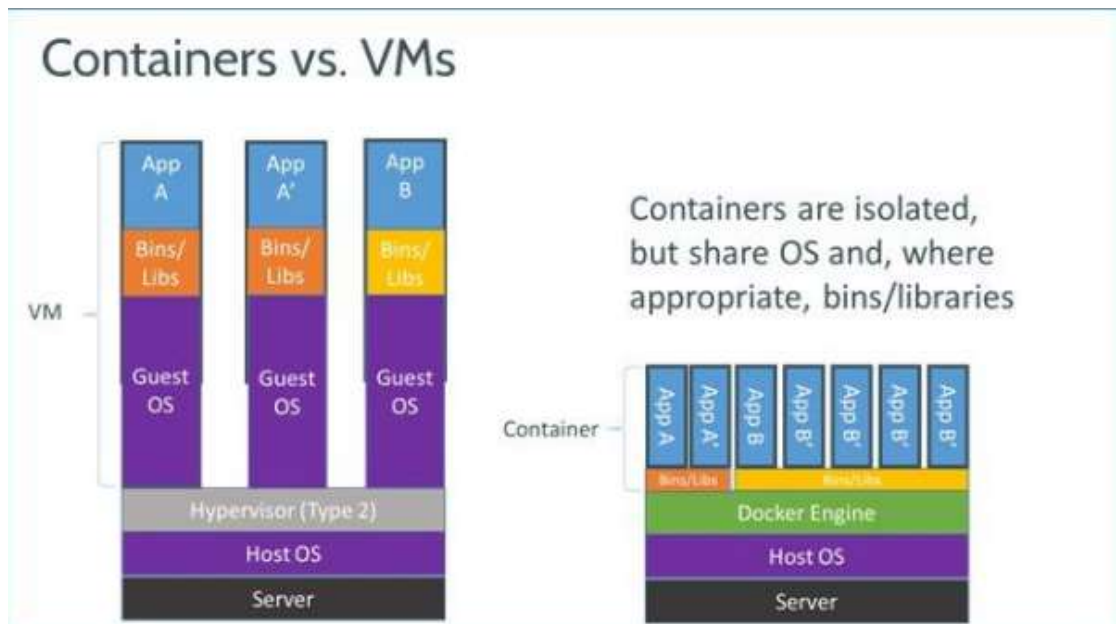 Containers vs. VMs
App
A
App
A'
App
B
Bins/
Libs
Bins/
Libs
Bins/
Libs
VM
Guest
OS
Guest
OS
Guest
OS
Hypervisor (Type 2)
Host OS
Server
Containers are isolated,
but share OS and, where
appropriate, bins/libraries
Container
App A
App A'
App B
App B'
App B'
App B'
App B'
Bins/Libs
Bins/Libs
Docker Engine
Host OS
Server